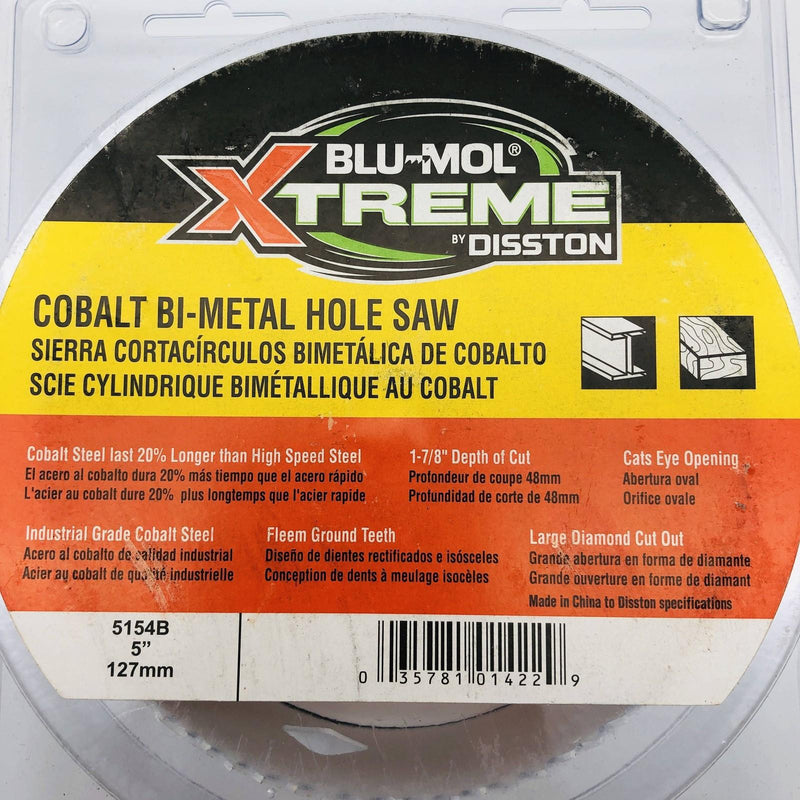 BLU-MOL®
XTREME
BY DISSTON
COBALT BI-METAL HOLE SAW
SIERRA CORTACÍRCULOS BIMETÁLICA DE COBALTO
SCIE CYLINDRIQUE BIMÉTALLIQUE AU COBALT
Cobalt Steel last 20% Longer than High Speed Steel
El acero al cobalto dura 20% más tiempo que el acero rápido
L'acier au cobalt dure 20% plus longtemps que l'acier rapide
1-7/8" Depth of Cut
Profondeur de coupe 48mm
Profundidad de corte de 48mm
Cats Eye Opening
Abertura oval
Orifice ovale
Industrial Grade Cobalt Steel
Acero al cobalto de calidad industrial
Acier au cobalt de qualité industrielle
Fleem Ground Teeth
Diseño de dientes rectificados e isósceles
Conception de dents à meulage isocèles
Large Diamond Cut Out
Grande abertura en forma de diamante
Grande ouverture en forme de diamant
Made in China to Disston specifications
5154B
5”
127mm
0 35781 01422 9